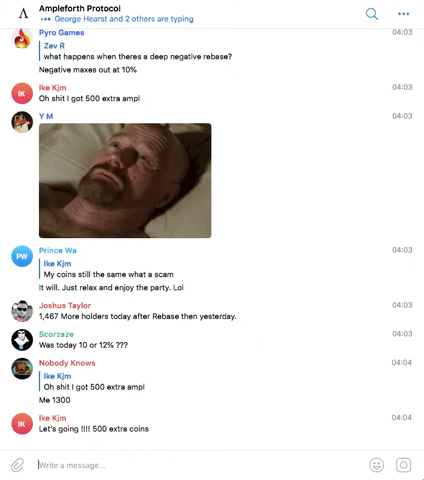 Ampleforth Protocol
George Hearst and 2 others are typing
Pyro Games 04:03
Zev R
what happens when theres a deep negative rebase?
Negative maxes out at 10%
IK
Ike Kjm 04:03
Oh shit I got 500 extra ampl
Y M 04:03
PW
Prince Wa 04:03
Ike Kjm
My coins still the same what a scam
It will. Just relax and enjoy the party. Lol
Joshus Taylor 04:03
1,467 More holders today after Rebase then yesterday.
Scorzaze 04:03
Was today 10 or 12% ???
Nobody Knows 04:04
Ike Kjm
Oh shit I got 500 extra ampl
Me 1300
IK
Ike Kjm 04:04
Let's going !!!! 500 extra coins
Write a message...